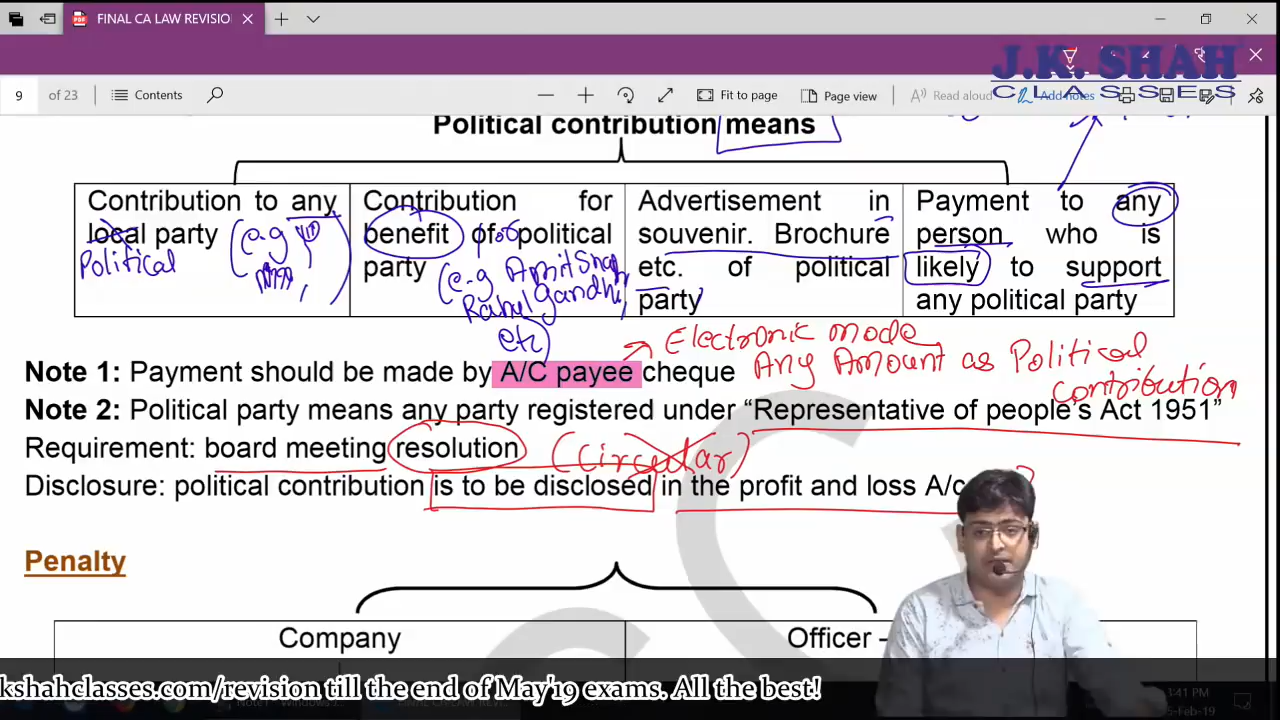 FINAL CA LAW REVISIO
9 of 23 Contents Fit to page Page view Read aloud Add notes
J.K. SHAH
CLASSES
Political contribution means
Contribution to any
local party
(e.g
Political
Contribution for
benefit of political
party
(e.g Amit Shah,
Rahul Gandhi,
etc)
Advertisement in
souvenir. Brochure
etc. of political
party
Payment to any
person who is
likely to support
any political party
Electronic mode
Note 1: Payment should be made by A/C payee cheque
Any Amount as Political
contribution
Note 2: Political party means any party registered under “Representative of people’s Act 1951”
Requirement: board meeting resolution
(Circular)
Disclosure: political contribution is to be disclosed in the profit and loss A/c
Penalty
Company
Officer -
kshahclasses.com/revision till the end of May'19 exams. All the best!
1:41 PM